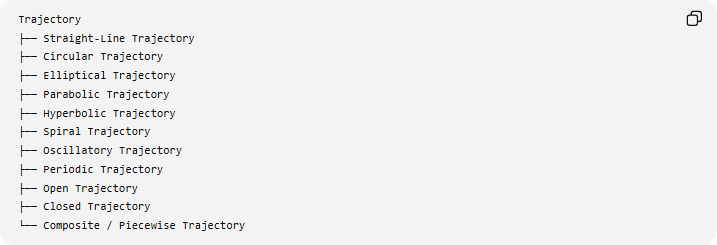 Trajectory
├── Straight-Line Trajectory
├── Circular Trajectory
├── Elliptical Trajectory
├── Parabolic Trajectory
├── Hyperbolic Trajectory
├── Spiral Trajectory
├── Oscillatory Trajectory
├── Periodic Trajectory
├── Open Trajectory
├── Closed Trajectory
└── Composite / Piecewise Trajectory